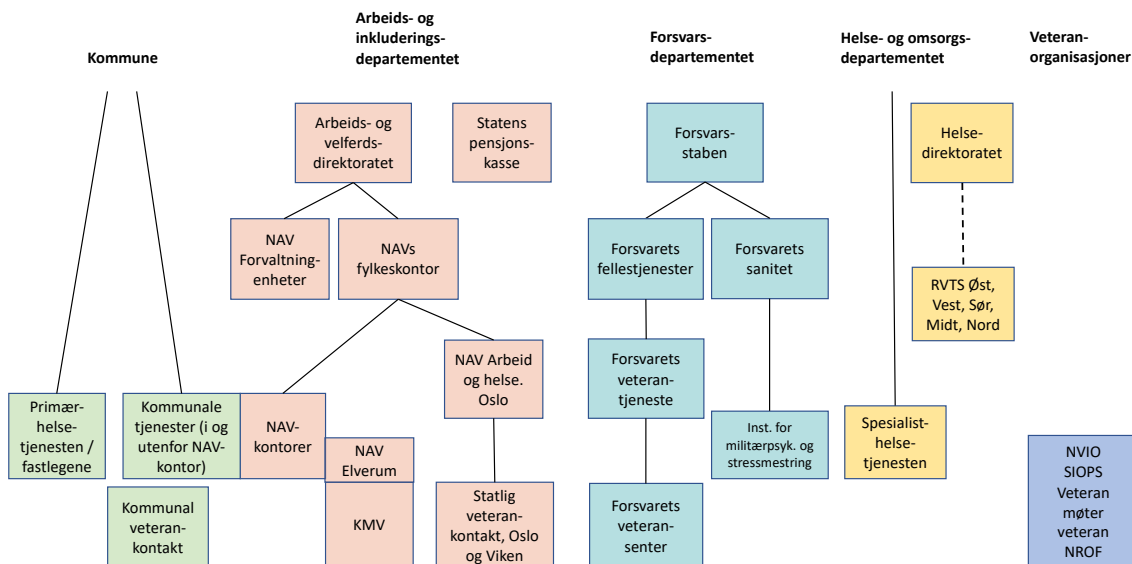 Kommune
Arbeids- og
inkluderings-
departementet
Forsvars-
departementet
Helse- og omsorgs-
departementet
Veteran-
organisasjoner
Arbeids- og
velferds-
direktoratet
Statens
pensjons-
kasse
Forsvars-
staben
Helse-
direktoratet
NAV
Forvaltning-
enheter
NAVs
fylkeskontor
Forsvarets
fellestjenester
Forsvarets
sanitet
RVTS Øst,
Vest, Sør,
Midt, Nord
NAV Arbeid
og helse.
Oslo
Forsvarets
veteran-
tjeneste
Primær-
helse-
tjenesten /
fastlegene
Kommunale
tjenester (i og
utenfor NAV-
kontor)
NAV-
kontorer
NAV
Elverum
Inst. for
militærpsyk. og
stressmestring
Spesialist-
helse-
tjenesten
Kommunal
veteran-
kontakt
KMV
Statlig
veteran-
kontakt, Oslo
og Viken
Forsvarets
veteran-
senter
NVIO
SIOPS
Veteran
møter
veteran
NROF